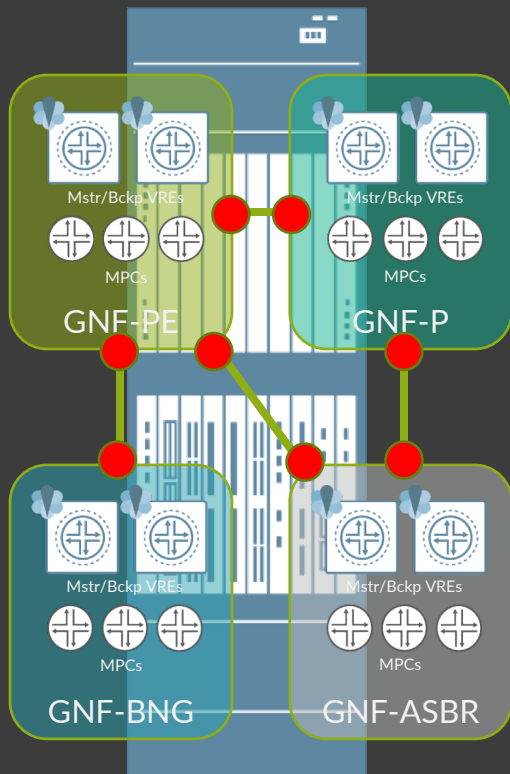 Mstr/Bckp VREs
MPCs
GNF-PE
Mstr/Bckp VREs
MPCs
GNF-P
Mstr/Bckp VREs
MPCs
GNF-BNG
Mstr/Bckp VREs
MPCs
GNF-ASBR